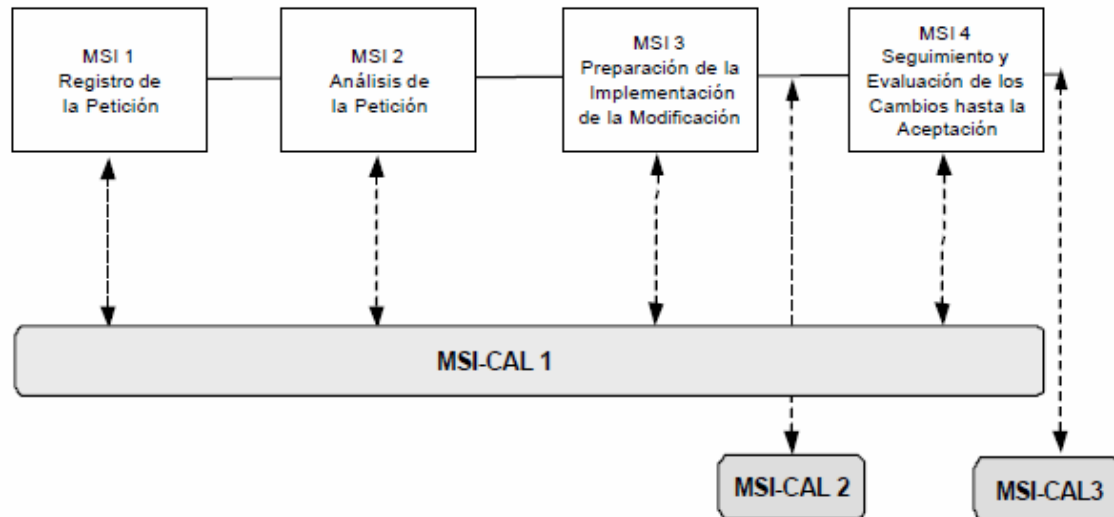 MSI 1
Registro de
la Petición
MSI 2
Análisis de
la Petición
MSI 3
Preparación de la
Implementación
de la Modificación
MSI 4
Seguimiento y
Evaluación de los
Cambios hasta la
Aceptación
MSI-CAL 1
MSI-CAL 2
MSI-CAL3